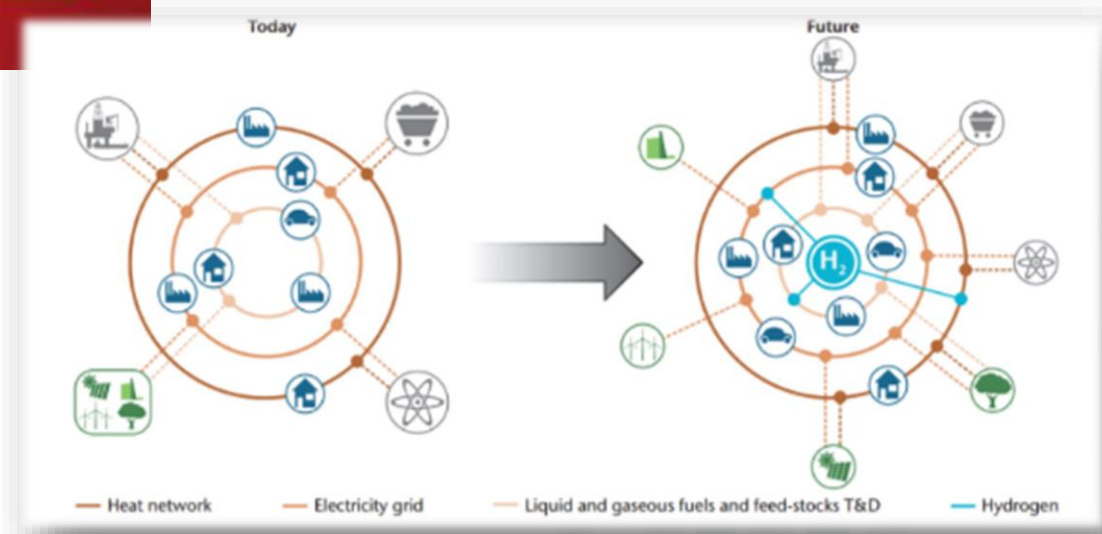 Today
Future
H₂
Heat network
Electricity grid
Liquid and gaseous fuels and feed-stocks T&D
Hydrogen